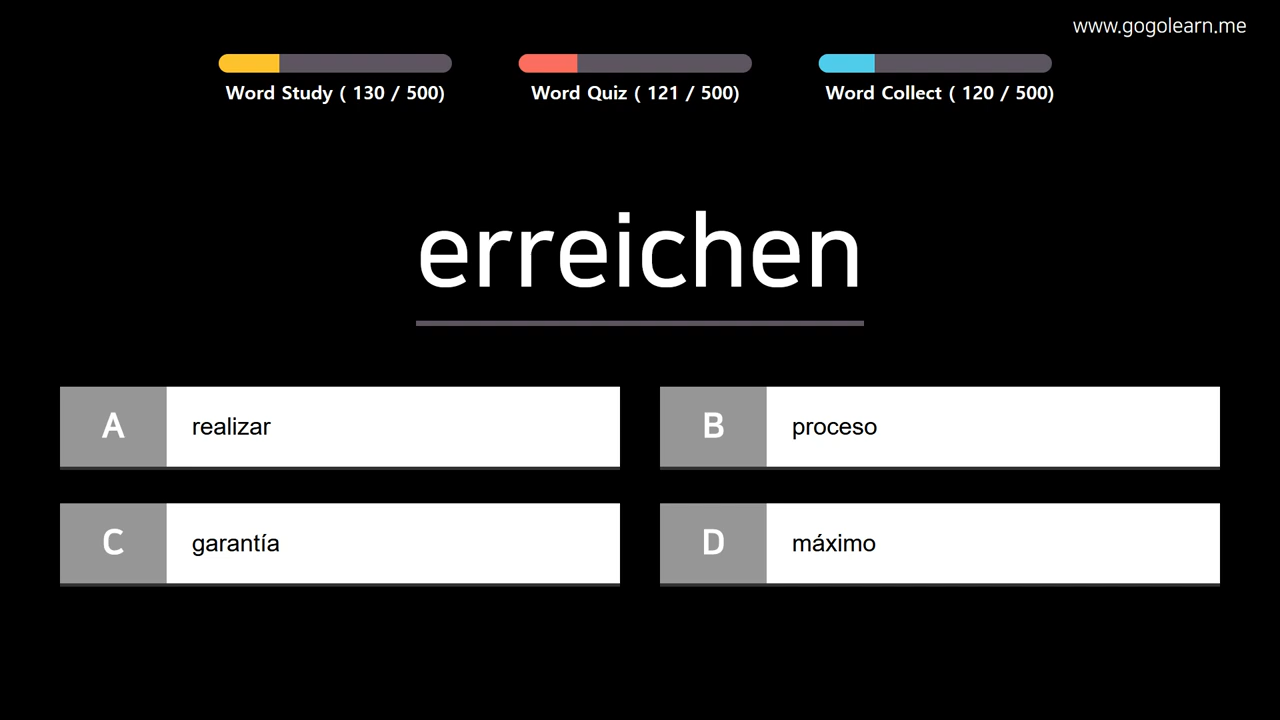 www.gogolearn.me
Word Study ( 130 / 500)
Word Quiz ( 121 / 500)
Word Collect ( 120 / 500)
erreichen
A realizar
B proceso
C garantía
D máximo